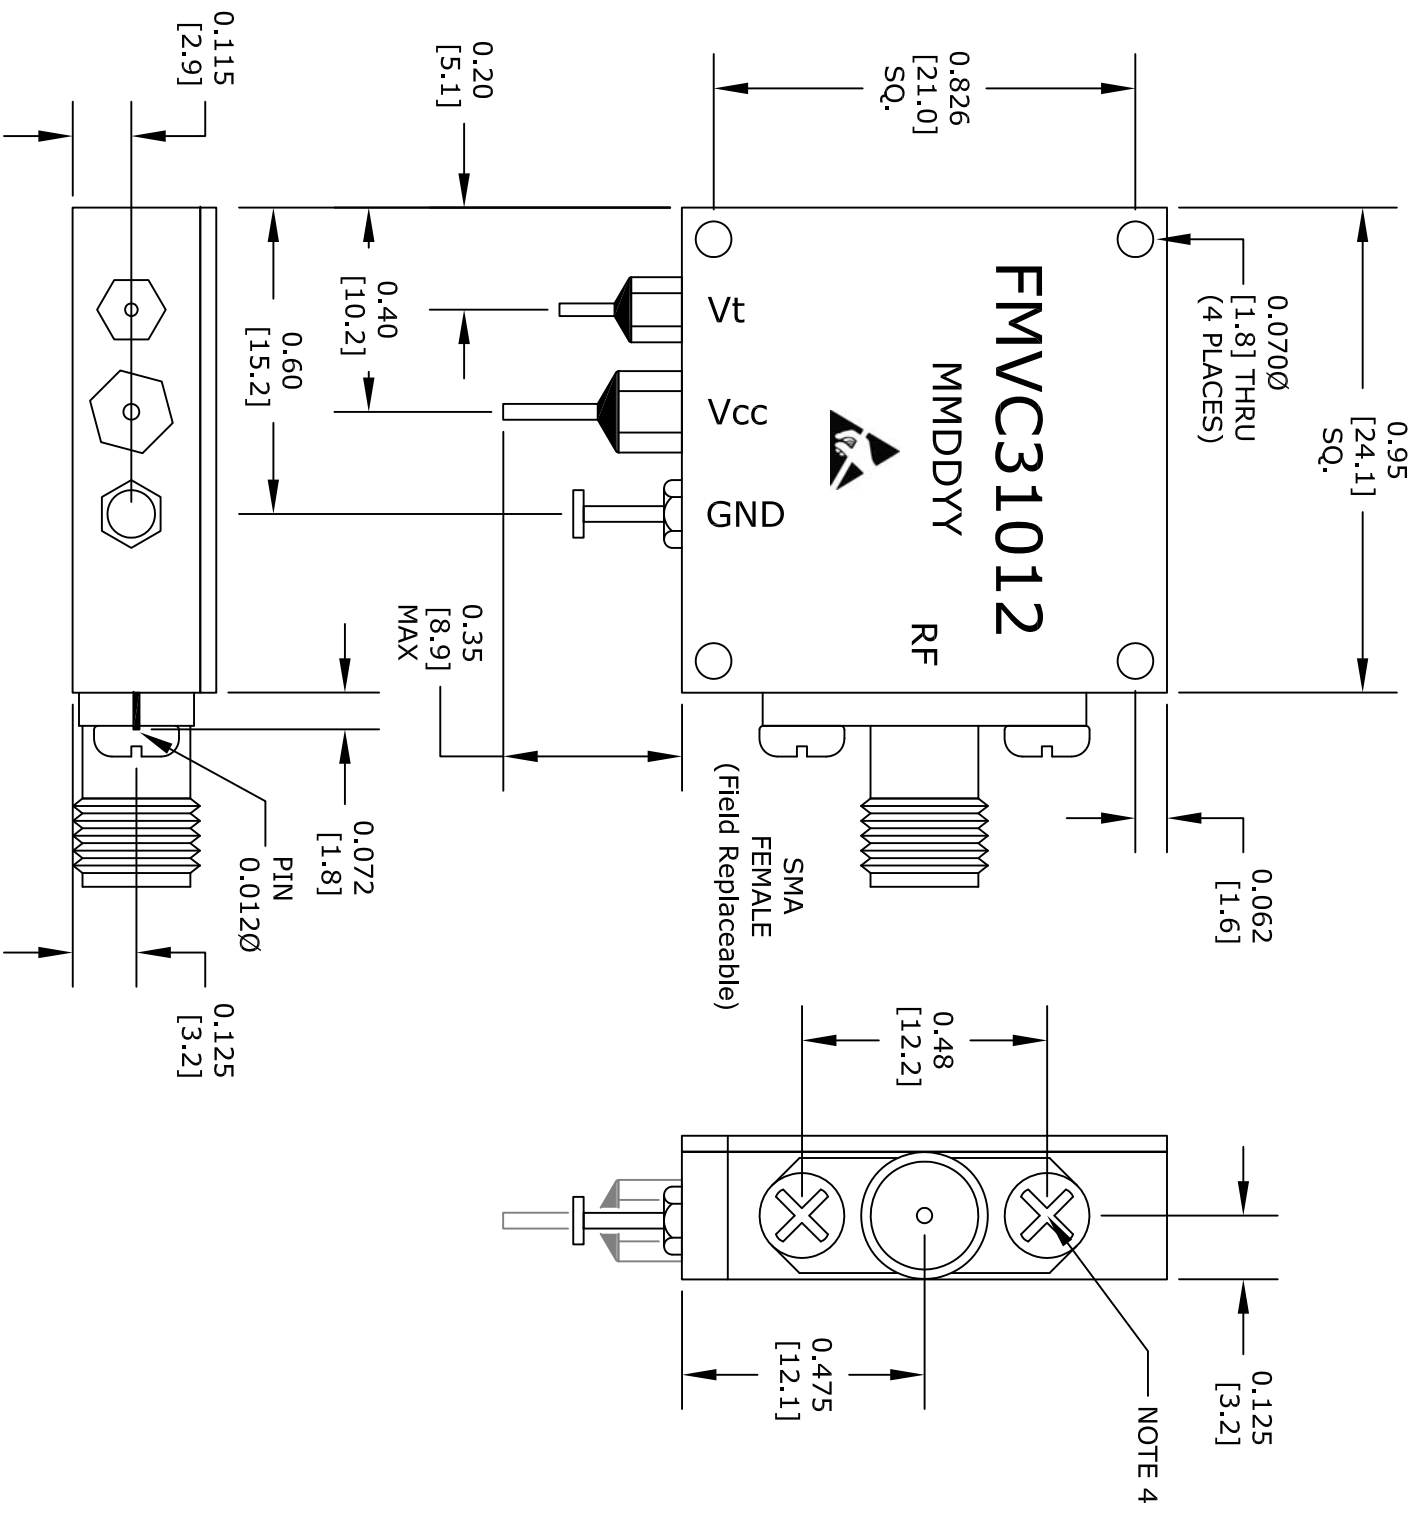 0.95
[24.1]
SQ.
0.070Ø
[1.8] THRU
(4 PLACES)
0.826
[21.0]
SQ.
FMVC31012
MMDDYY
RF
Vt
Vcc
GND
0.062
[1.6]
SMA
FEMALE
(Field Replaceable)
0.125
[3.2]
NOTE 4
0.48
[12.2]
0.475
[12.1]
0.20
[5.1]
0.40
[10.2]
0.60
[15.2]
0.35
[8.9]
MAX
0.115
[2.9]
0.072
[1.8]
PIN
0.012Ø
0.125
[3.2]